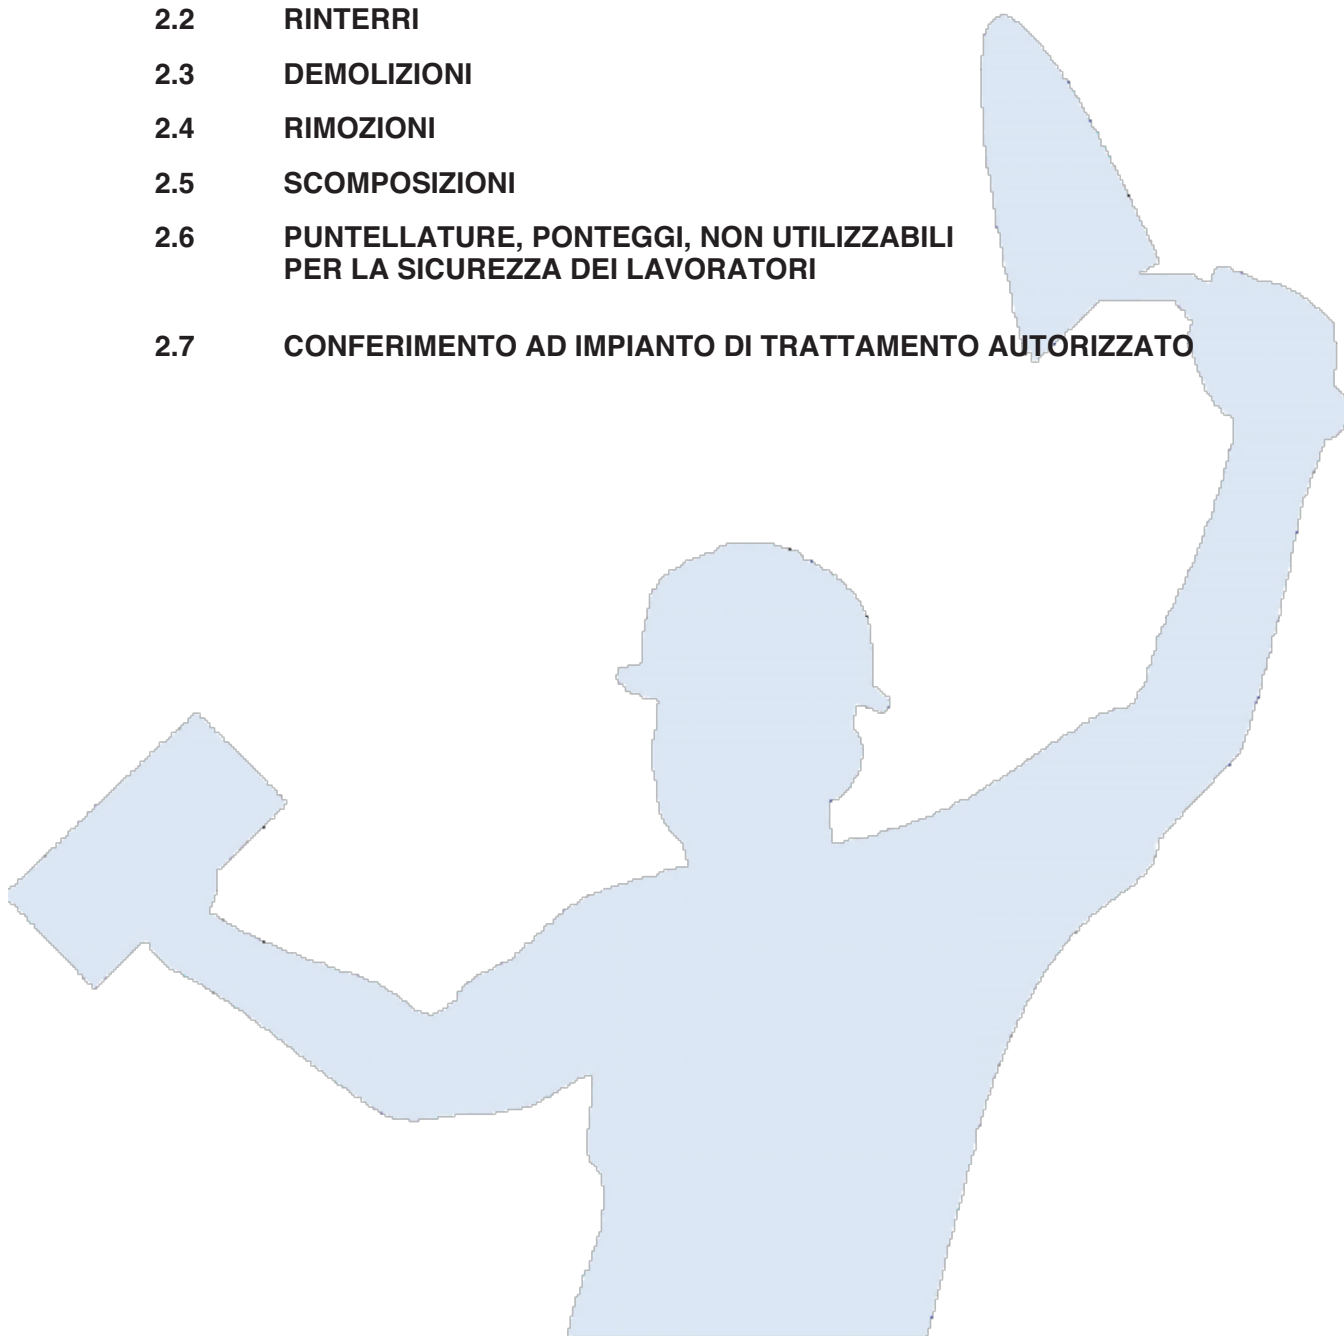 2.2 RINTERRI
2.3 DEMOLIZIONI
2.4 RIMOZIONI
2.5 SCOMPOSIZIONI
2.6 PUNTELLATURE, PONTEGGI, NON UTILIZZABILI
PER LA SICUREZZA DEI LAVORATORI
2.7 CONFERIMENTO AD IMPIANTO DI TRATTAMENTO AUTORIZZATO